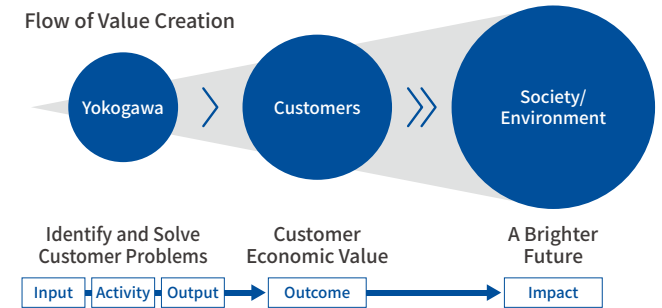 Flow of Value Creation
Yokogawa
Customers
Society/
Environment
Identify and Solve
Customer Problems
Customer
Economic Value
A Brighter
Future
Input
Activity
Output
Outcome
Impact